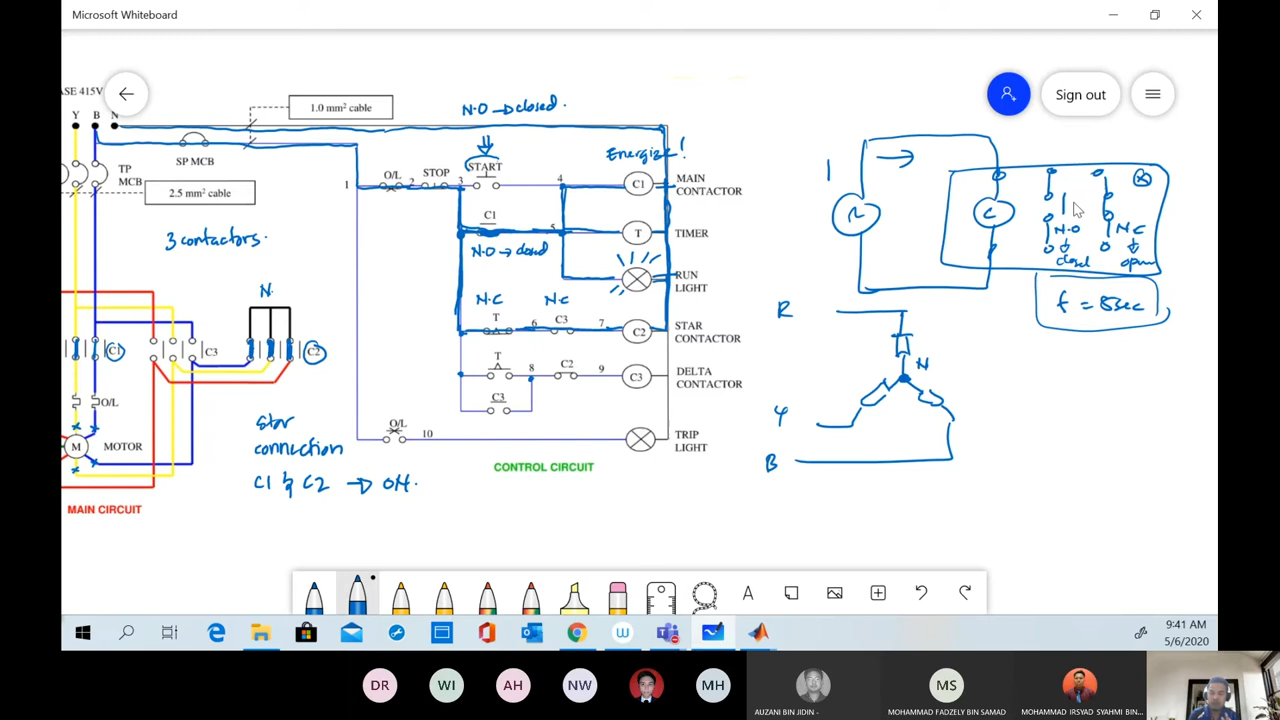 Microsoft Whiteboard
Sign out
ASE 415V
Y B N
1.0 mm² cable
N.O → closed.
Energize!
SP MCB
TP
MCB
2.5 mm² cable
3 contactors.
1
O/L
2
STOP
3
START
4
C1
MAIN
CONTACTOR
C1
5
T
TIMER
N.O → closed
RUN
LIGHT
N.C
N.C
T
6
C3
7
C2
STAR
CONTACTOR
T
8
C2
9
C3
DELTA
CONTACTOR
C3
O/L
10
TRIP
LIGHT
CONTROL CIRCUIT
N
C1
C3
C2
O/L
M
MOTOR
MAIN CIRCUIT
Star
connection
C1 & C2 → ON.
C
N.O
N.C
closed
open
t = 8sec
R
N
Y
B
A
9:41 AM
5/6/2020
DR
WI
AH
NW
MH
AUZANI BIN JIDIN -
MS
MOHAMMAD FADZELY BIN SAMAD
MOHAMMAD IRSYAD SYAHMI BIN...